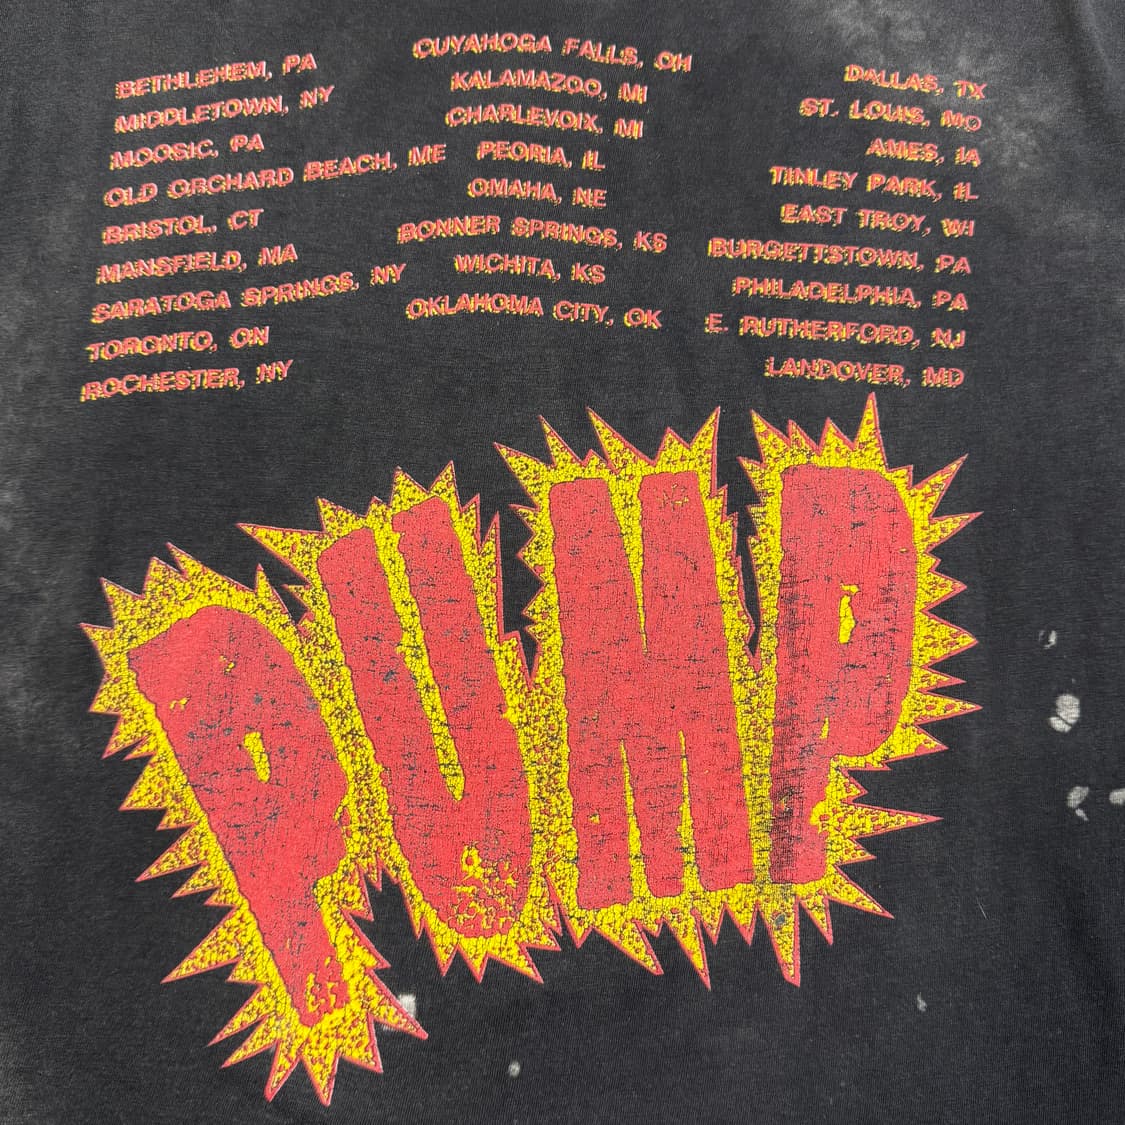 BETHLEHEM, PA
MIDDLETOWN, NY
MOOSIC, PA
OLD ORCHARD BEACH, ME
BRISTOL, CT
MANSFIELD, MA
SARATOGA SPRINGS, NY
TORONTO, ON
ROCHESTER, NY
CUYAHOGA FALLS, OH
KALAMAZOO, MI
CHARLEVOIX, MI
PEORIA, IL
OMAHA, NE
BONNER SPRINGS, KS
WICHITA, KS
OKLAHOMA CITY, OK
DALLAS, TX
ST. LOUIS, MO
AMES, IA
TINLEY PARK, IL
EAST TROY, WI
BURGETTSTOWN, PA
PHILADELPHIA, PA
E. RUTHERFORD, NJ
LANDOVER, MD
PUMP